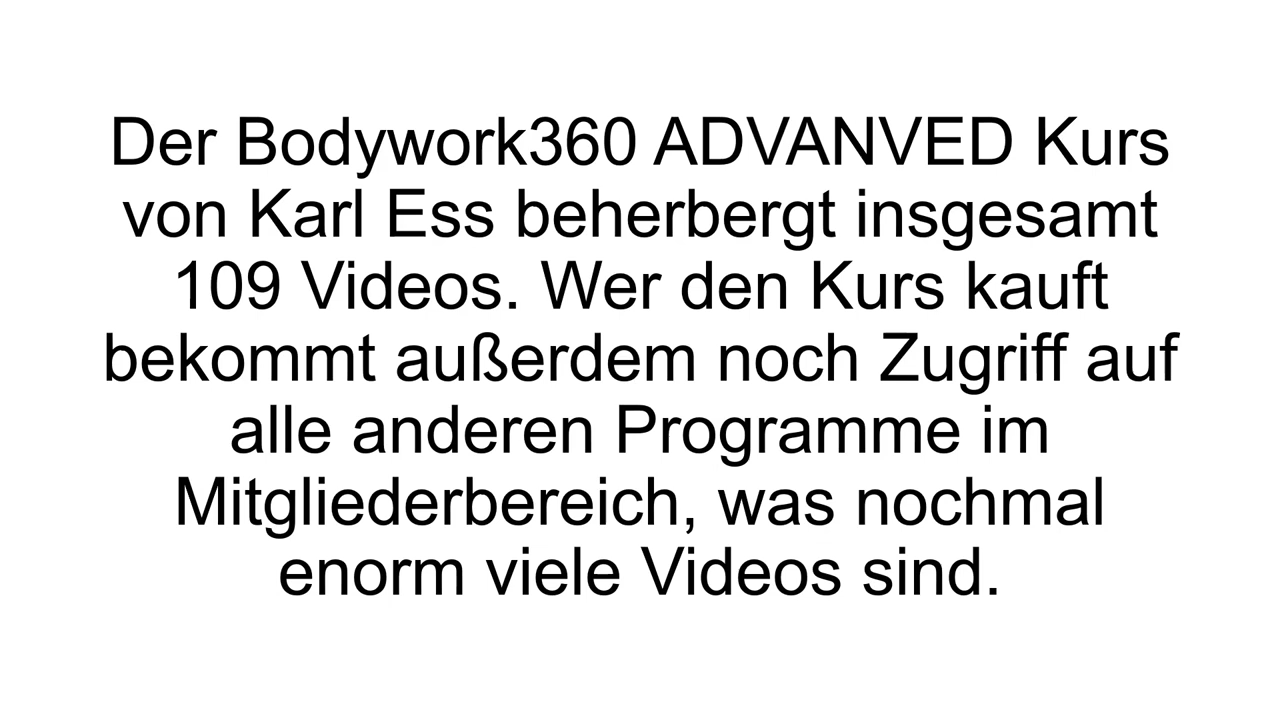 Der Bodywork360 ADVANVED Kurs
von Karl Ess beherbergt insgesamt
109 Videos. Wer den Kurs kauft
bekommt außerdem noch Zugriff auf
alle anderen Programme im
Mitgliederbereich, was nochmal
enorm viele Videos sind.